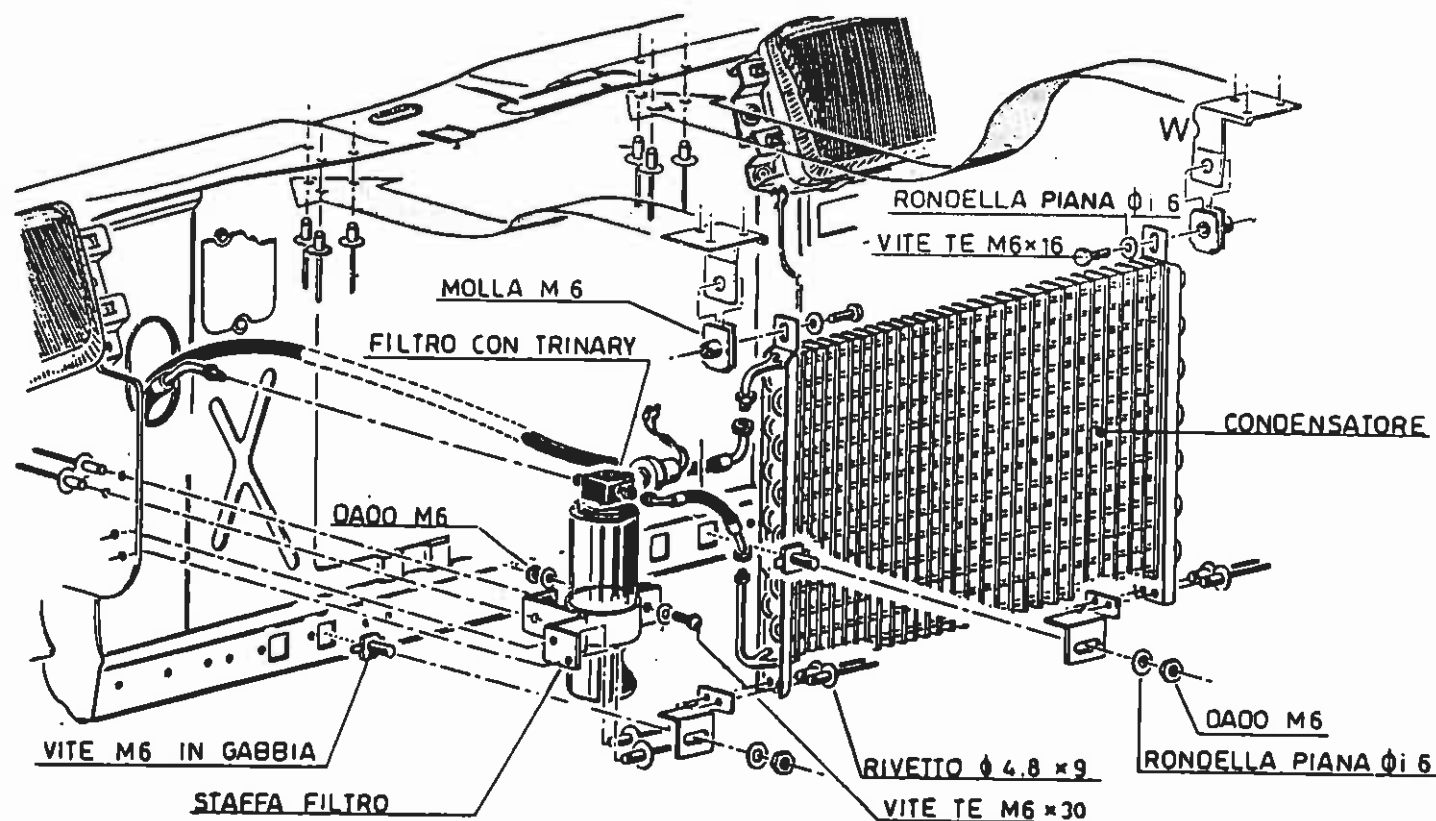 W
RONDELLA PIANA ϕi 6
VITE TE M6×16
MOLLA M 6
FILTRO CON TRINARY
CONDENSATORE
DADO M6
VITE M6 IN GABBIA
DADO M6
RIVETTO ϕ 4.8 ×9
RONDELLA PIANA ϕi 6
STAFFA FILTRO
VITE TE M6 ×30